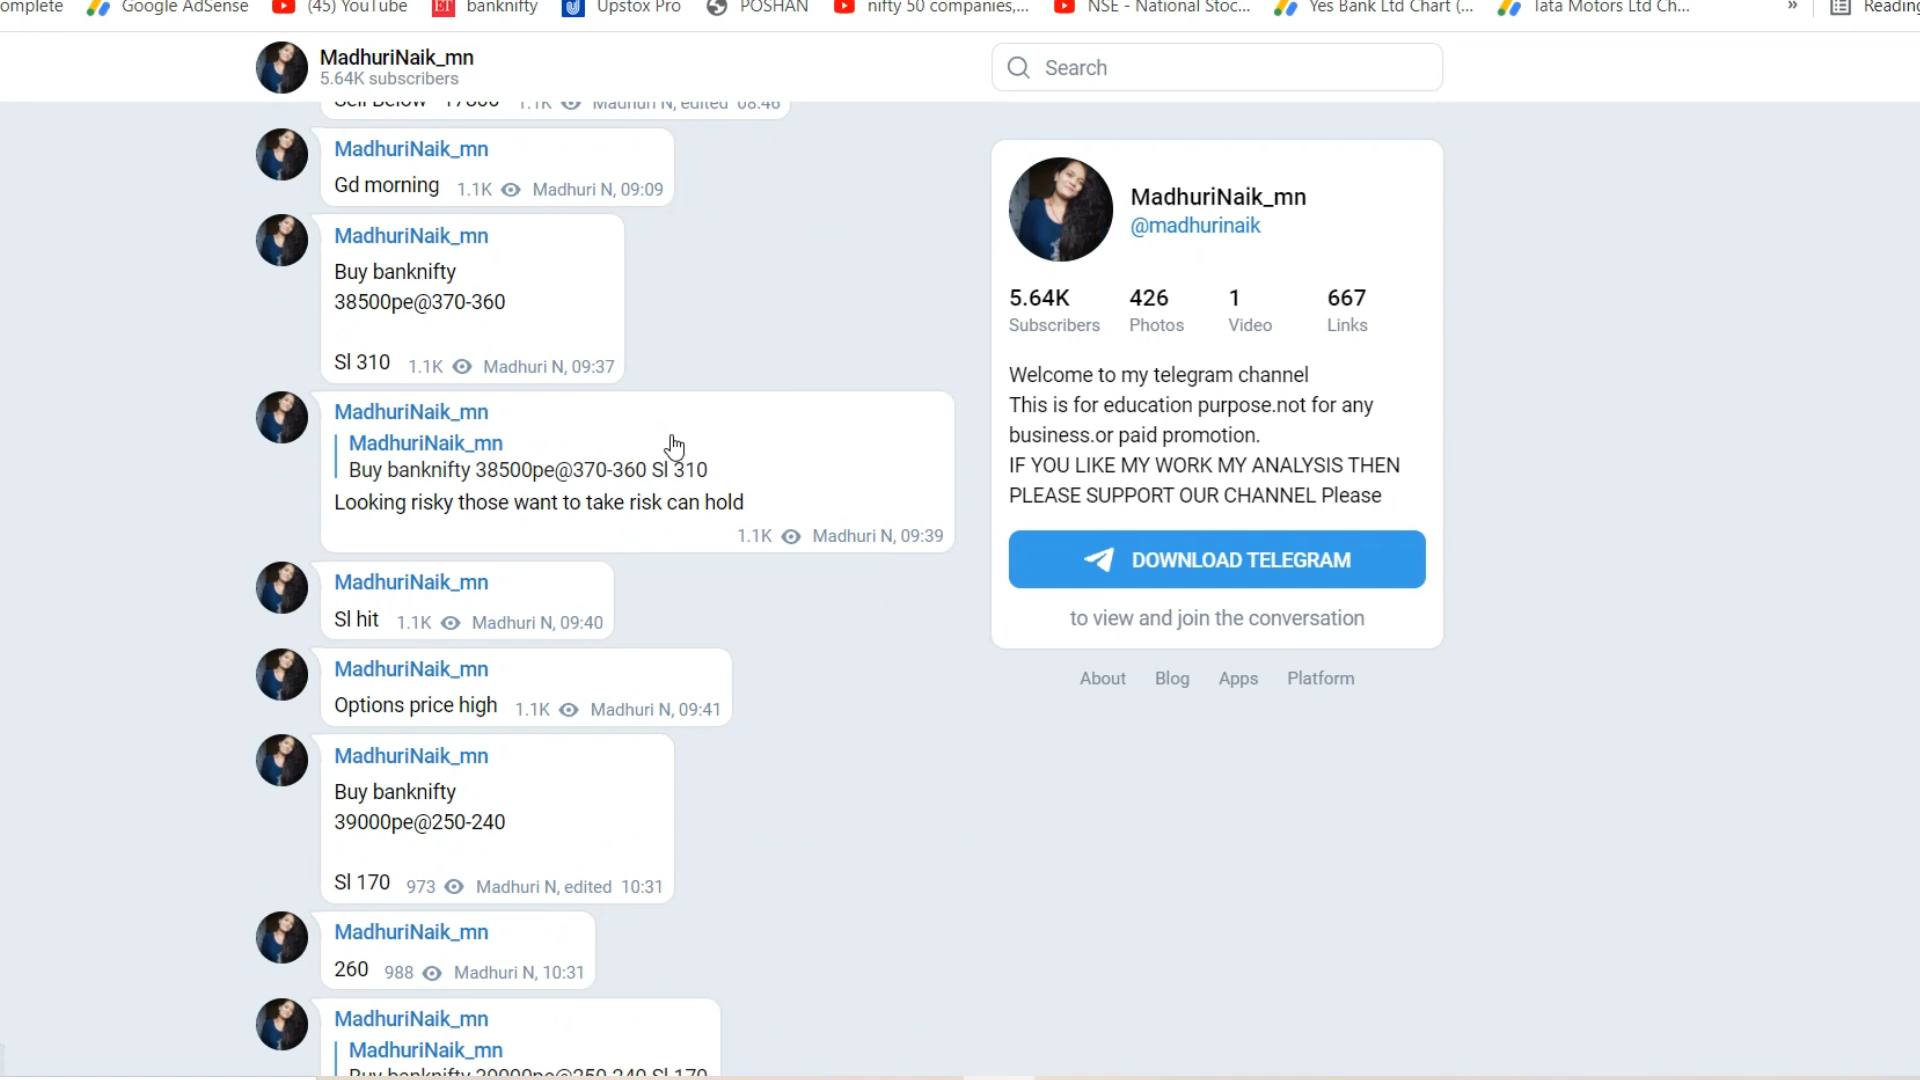 omplete Google AdSense (45) YouTube ET banknifty Upstox Pro POSHAN nifty 50 companies,... NSE - National Stoc... Yes Bank Ltd Chart (... Tata Motors Ltd Ch... » Reading
MadhuriNaik_mn
5.64K subscribers
Search
Sell Below 17800 1.1K Madhuri N, edited 08:46
MadhuriNaik_mn
Gd morning 1.1K Madhuri N, 09:09
MadhuriNaik_mn
Buy banknifty
38500pe@370-360
Sl 310 1.1K Madhuri N, 09:37
MadhuriNaik_mn
MadhuriNaik_mn
Buy banknifty 38500pe@370-360 Sl 310
Looking risky those want to take risk can hold
1.1K Madhuri N, 09:39
MadhuriNaik_mn
Sl hit 1.1K Madhuri N, 09:40
MadhuriNaik_mn
Options price high 1.1K Madhuri N, 09:41
MadhuriNaik_mn
Buy banknifty
39000pe@250-240
Sl 170 973 Madhuri N, edited 10:31
MadhuriNaik_mn
260 988 Madhuri N, 10:31
MadhuriNaik_mn
MadhuriNaik_mn
Buy banknifty 39000pe@250-240 Sl 170
MadhuriNaik_mn
@madhurinaik
5.64K 426 1 667
Subscribers Photos Video Links
Welcome to my telegram channel
This is for education purpose.not for any
business.or paid promotion.
IF YOU LIKE MY WORK MY ANALYSIS THEN
PLEASE SUPPORT OUR CHANNEL Please
DOWNLOAD TELEGRAM
to view and join the conversation
About Blog Apps Platform